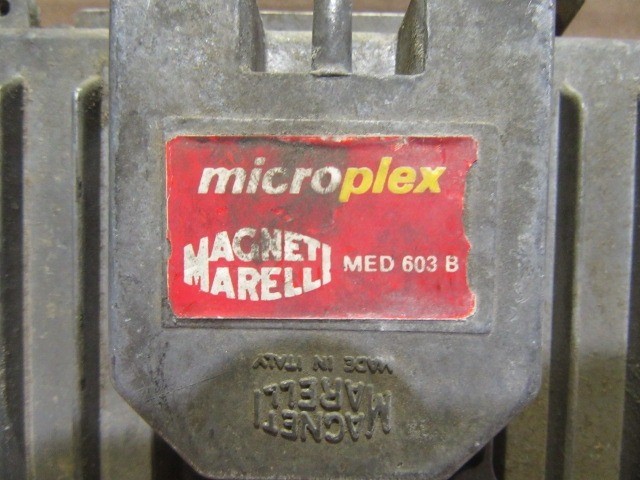 microplex
MAGNETI
MARELLI
MED 603 B
MADE IN ITALY
MAGNETI
MARELLI